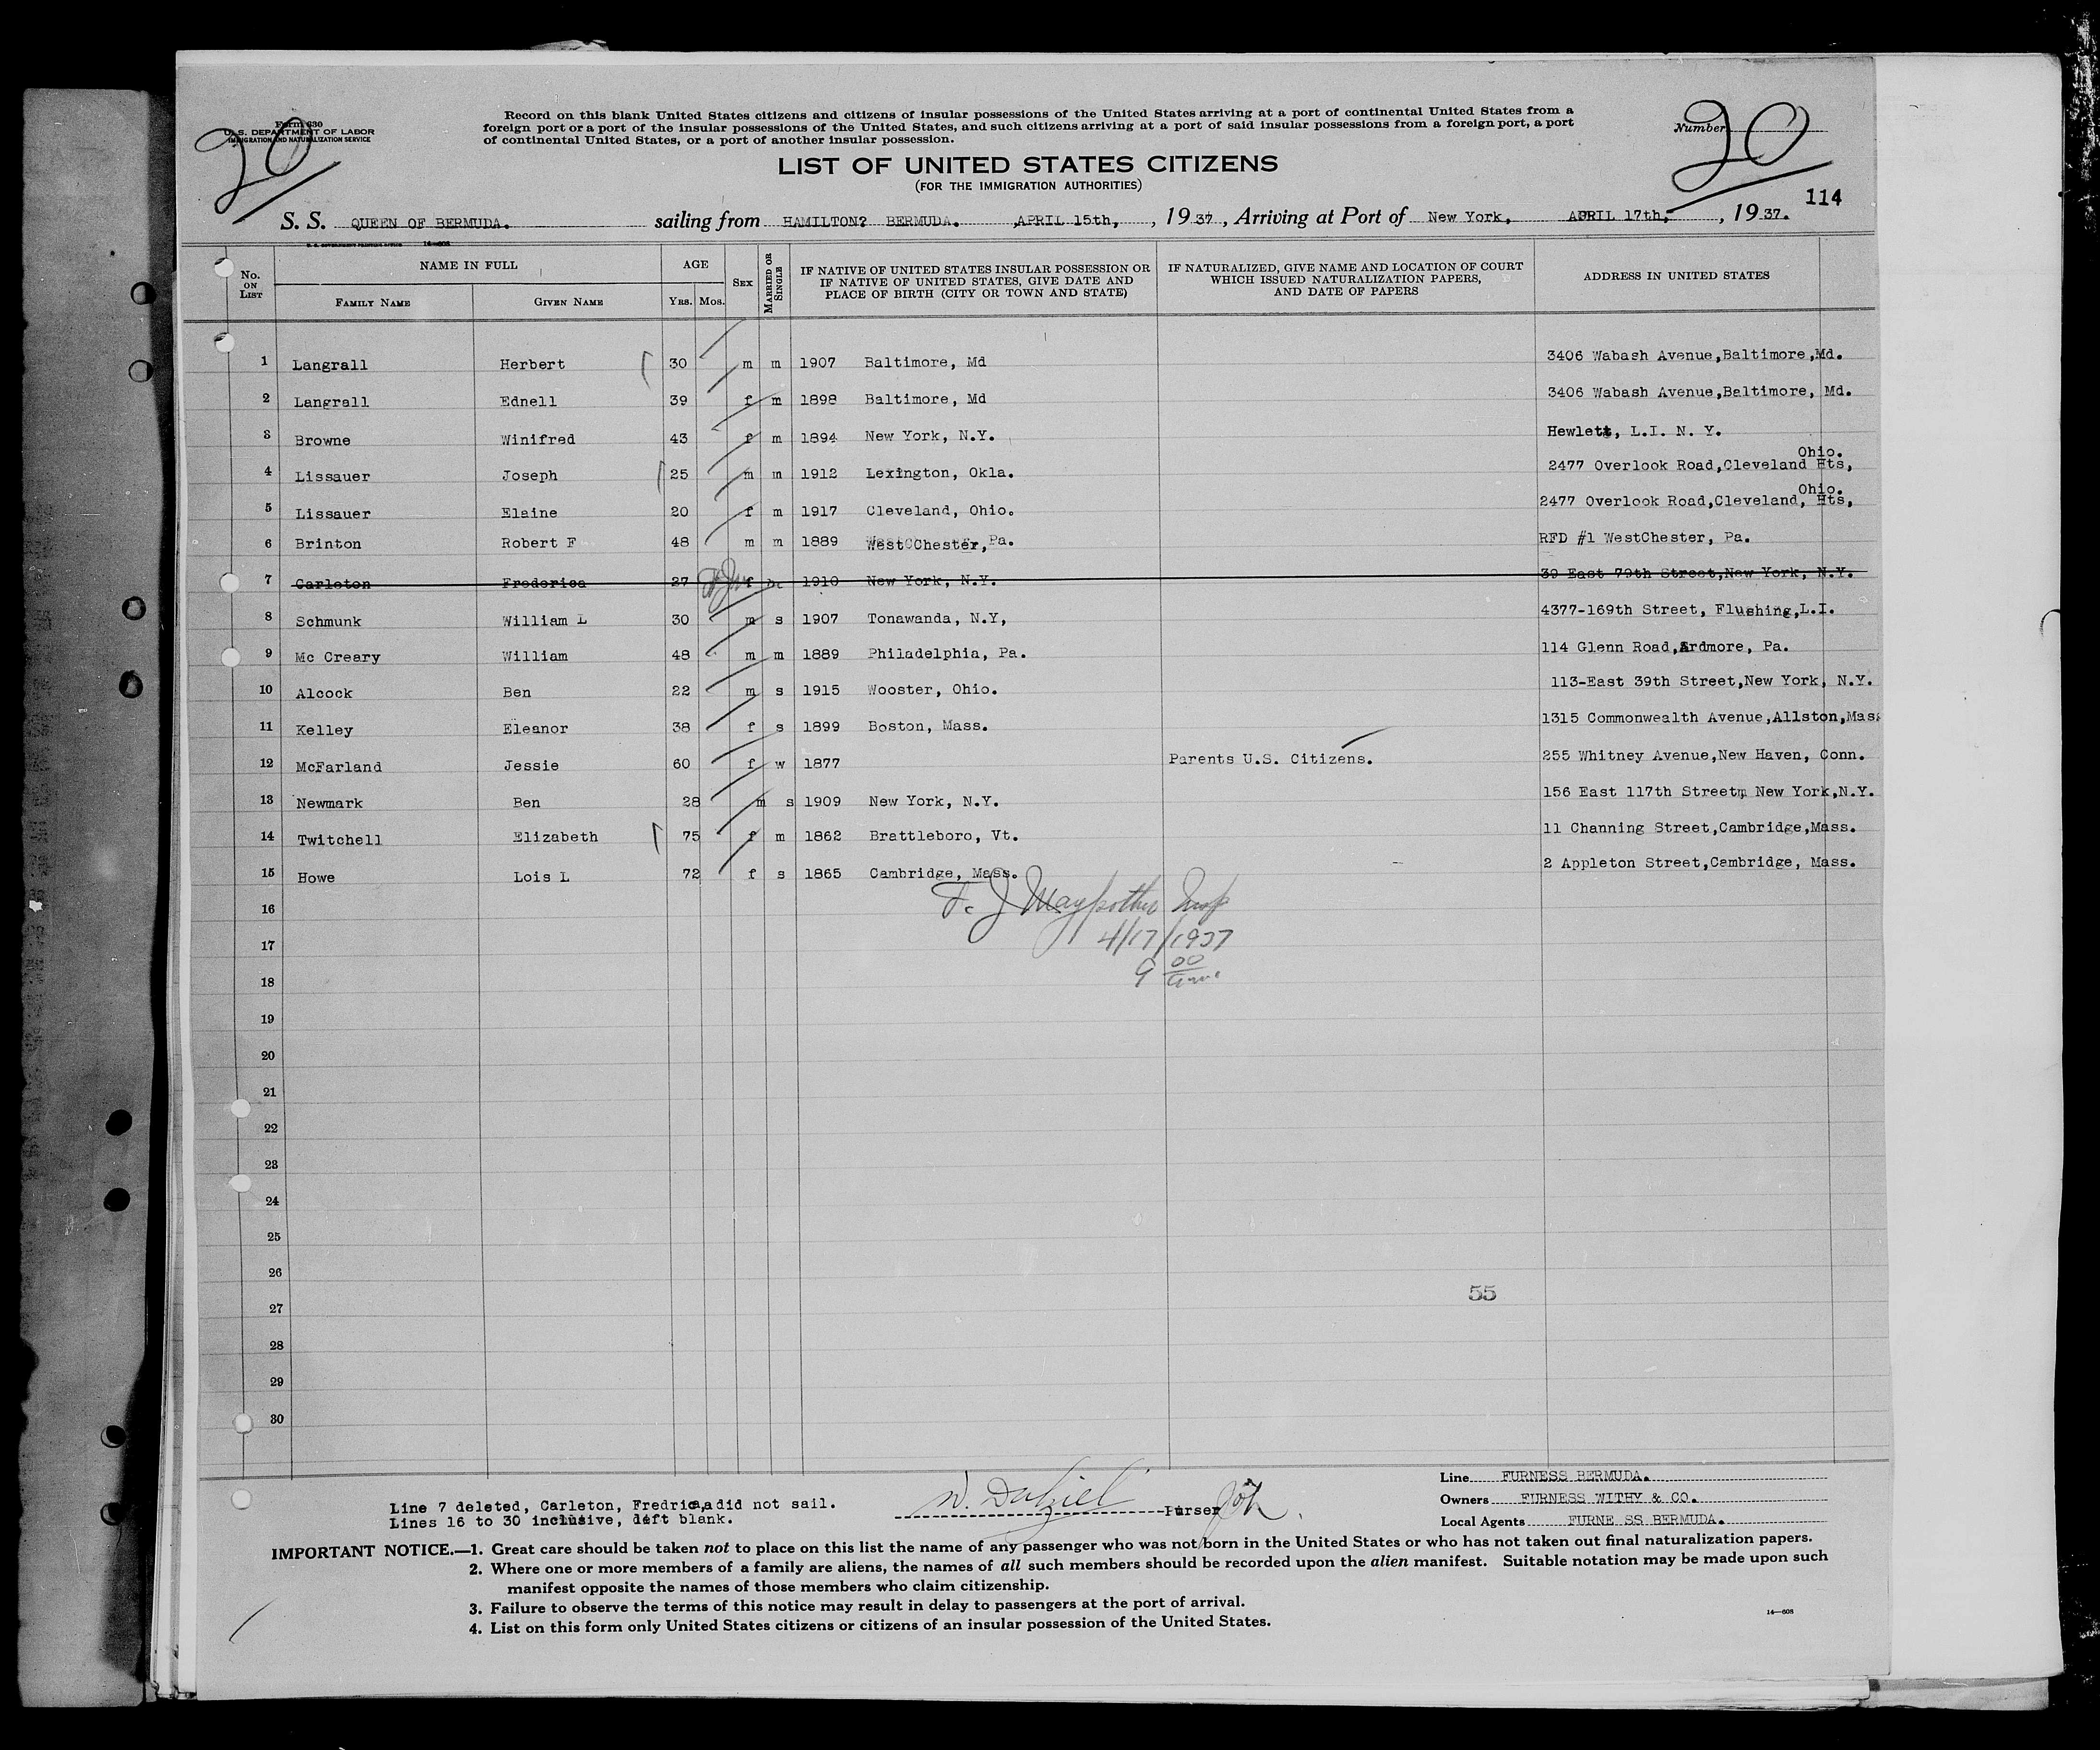 Form 630
U. S. DEPARTMENT OF LABOR
IMMIGRATION AND NATURALIZATION SERVICE
20
Record on this blank United States citizens and citizens of insular possessions of the United States arriving at a port of continental United States from a
foreign port or a port of the insular possessions of the United States, and such citizens arriving at a port of said insular possessions from a foreign port, a port
of continental United States, or a port of another insular possession.
Number 20
LIST OF UNITED STATES CITIZENS
(FOR THE IMMIGRATION AUTHORITIES)
114
S. S. QUEEN OF BERMUDA. sailing from HAMILTON? BERMUDA. ,APRIL 15th, , 1937 , Arriving at Port of New York, APRIL 17th, , 1937.
U. S. GOVERNMENT PRINTING OFFICE 14—608
No. ON LIST NAME IN FULL AGE SEX MARRIED OR SINGLE IF NATIVE OF UNITED STATES INSULAR POSSESSION OR IF NATIVE OF UNITED STATES, GIVE DATE AND PLACE OF BIRTH (CITY OR TOWN AND STATE) IF NATURALIZED, GIVE NAME AND LOCATION OF COURT WHICH ISSUED NATURALIZATION PAPERS, AND DATE OF PAPERS ADDRESS IN UNITED STATES
FAMILY NAME GIVEN NAME YRS. MOS.
1 Langrall Herbert 30 m m 1907 Baltimore, Md 3406 Wabash Avenue,Baltimore,Md.
2 Langrall Ednell 39 f m 1898 Baltimore, Md 3406 Wabash Avenue,Baltimore, Md.
3 Browne Winifred 43 f m 1894 New York, N.Y. Hewlett, L.I. N. Y.
4 Lissauer Joseph 25 m m 1912 Lexington, Okla. 2477 Overlook Road,Cleveland Hts, Ohio.
5 Lissauer Elaine 20 f m 1917 Cleveland, Ohio. 2477 Overlook Road,Cleveland, Hts, Ohio.
6 Brinton Robert F 48 m m 1889 West Chester, Pa. RFD #1 WestChester, Pa.
7 Carleton Frederica 27 f 1910 New York, N.Y. 39 East 79th Street,New York, N.Y.
8 Schmunk William L 30 m s 1907 Tonawanda, N.Y, 4377-169th Street, Flushing,L.I.
9 Mc Creary William 48 m m 1889 Philadelphia, Pa. 114 Glenn Road,Ardmore, Pa.
10 Alcock Ben 22 m s 1915 Wooster, Ohio. 113-East 39th Street,New York, N.Y.
11 Kelley Eleanor 38 f s 1899 Boston, Mass. 1315 Commonwealth Avenue,Allston,Mass
12 McFarland Jessie 60 f w 1877 Parents U.S. Citizens. 255 Whitney Avenue,New Haven, Conn.
13 Newmark Ben 28 m s 1909 New York, N.Y. 156 East 117th Street, New York,N.Y.
14 Twitchell Elizabeth 75 f m 1862 Brattleboro, Vt. 11 Channing Street,Cambridge,Mass.
15 Howe Lois L 72 f s 1865 Cambridge, Mass. 2 Appleton Street,Cambridge, Mass.
16 F. J Maypother Insp
17 4/17/1937
18 9 00 am
19
20
21
22
23
24
25
26
27 55
28
29
30
Line 7 deleted, Carleton, Fredrica,did not sail.
Lines 16 to 30 inclusive, left blank.
W. Dalziel Purser
Line FURNESS BERMUDA.
Owners FURNESS WITHY & CO.
Local Agents FURNE SS BERMUDA.
IMPORTANT NOTICE.—1. Great care should be taken not to place on this list the name of any passenger who was not born in the United States or who has not taken out final naturalization papers.
2. Where one or more members of a family are aliens, the names of all such members should be recorded upon the alien manifest. Suitable notation may be made upon such
manifest opposite the names of those members who claim citizenship.
3. Failure to observe the terms of this notice may result in delay to passengers at the port of arrival.
4. List on this form only United States citizens or citizens of an insular possession of the United States.
14—608